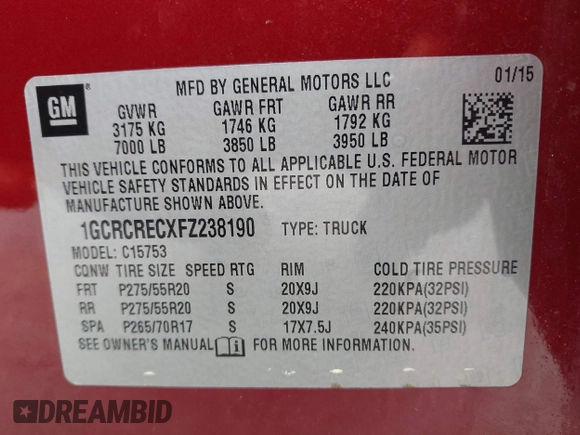 GM
®
MFD BY GENERAL MOTORS LLC
01/15
GVWR GAWR FRT GAWR RR
3175 KG 1746 KG 1792 KG
7000 LB 3850 LB 3950 LB
THIS VEHICLE CONFORMS TO ALL APPLICABLE U.S. FEDERAL MOTOR
VEHICLE SAFETY STANDARDS IN EFFECT ON THE DATE OF
MANUFACTURE SHOWN ABOVE.
1GCRCRECXFZ238190 TYPE: TRUCK
MODEL: C15753
CQNW TIRE SIZE SPEED RTG RIM COLD TIRE PRESSURE
FRT P275/55R20 S 20X9J 220KPA(32PSI)
RR P275/55R20 S 20X9J 220KPA(32PSI)
SPA P265/70R17 S 17X7.5J 240KPA(35PSI)
SEE OWNER'S MANUAL i FOR MORE INFORMATION.
DREAMBID